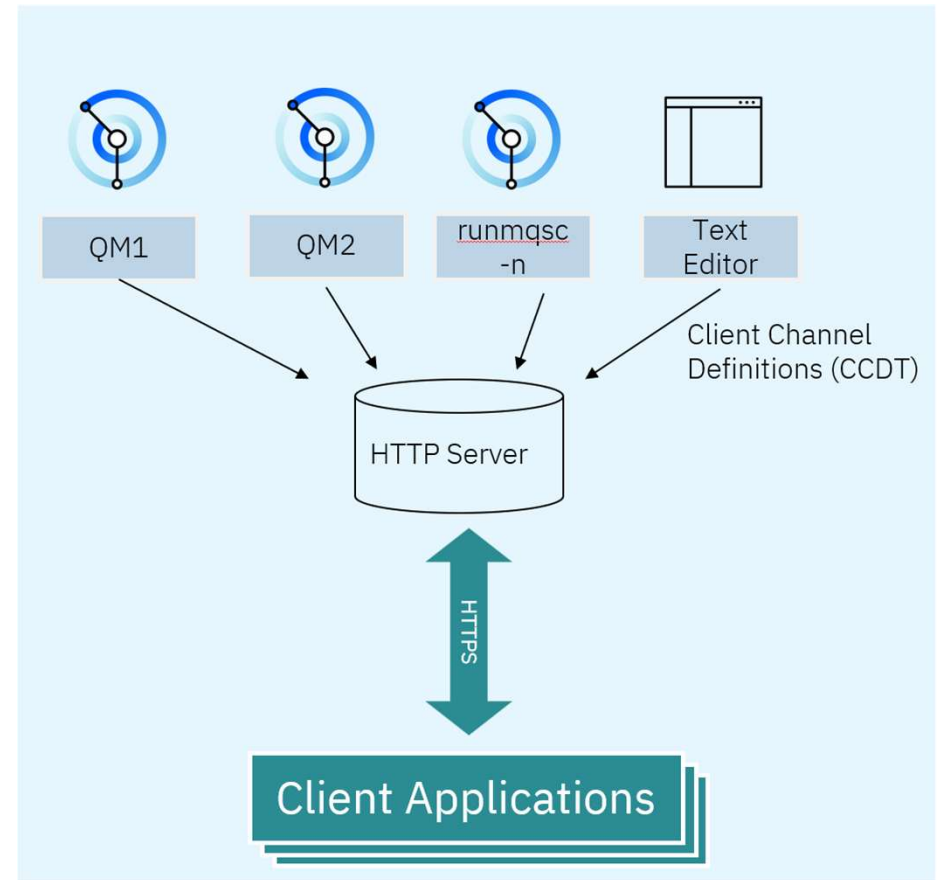 QM1
QM2
runmqsc
-n
Text
Editor
Client Channel
Definitions (CCDT)
HTTP Server
HTTPS
Client Applications